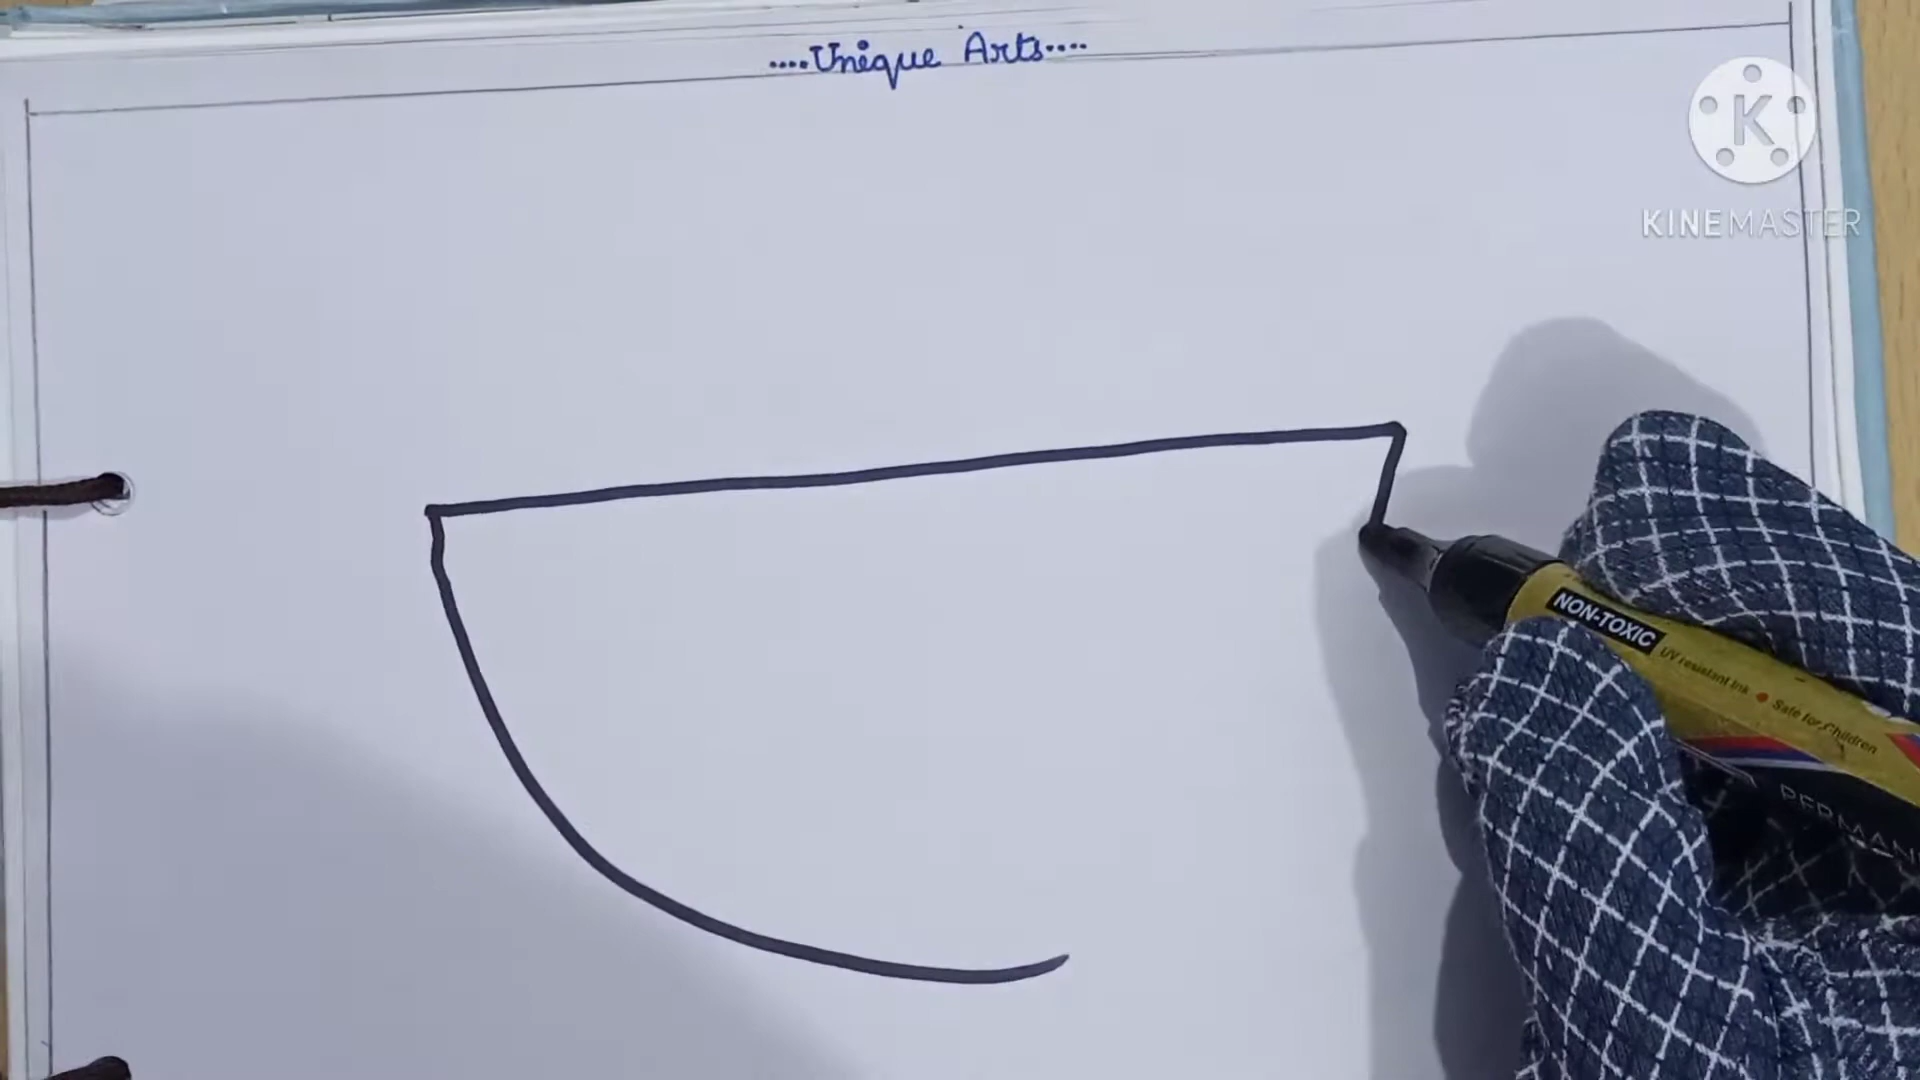 ....Unique Arts....
K
KINEMASTER
NON-TOXIC
UV resistant Ink • Safe for Children